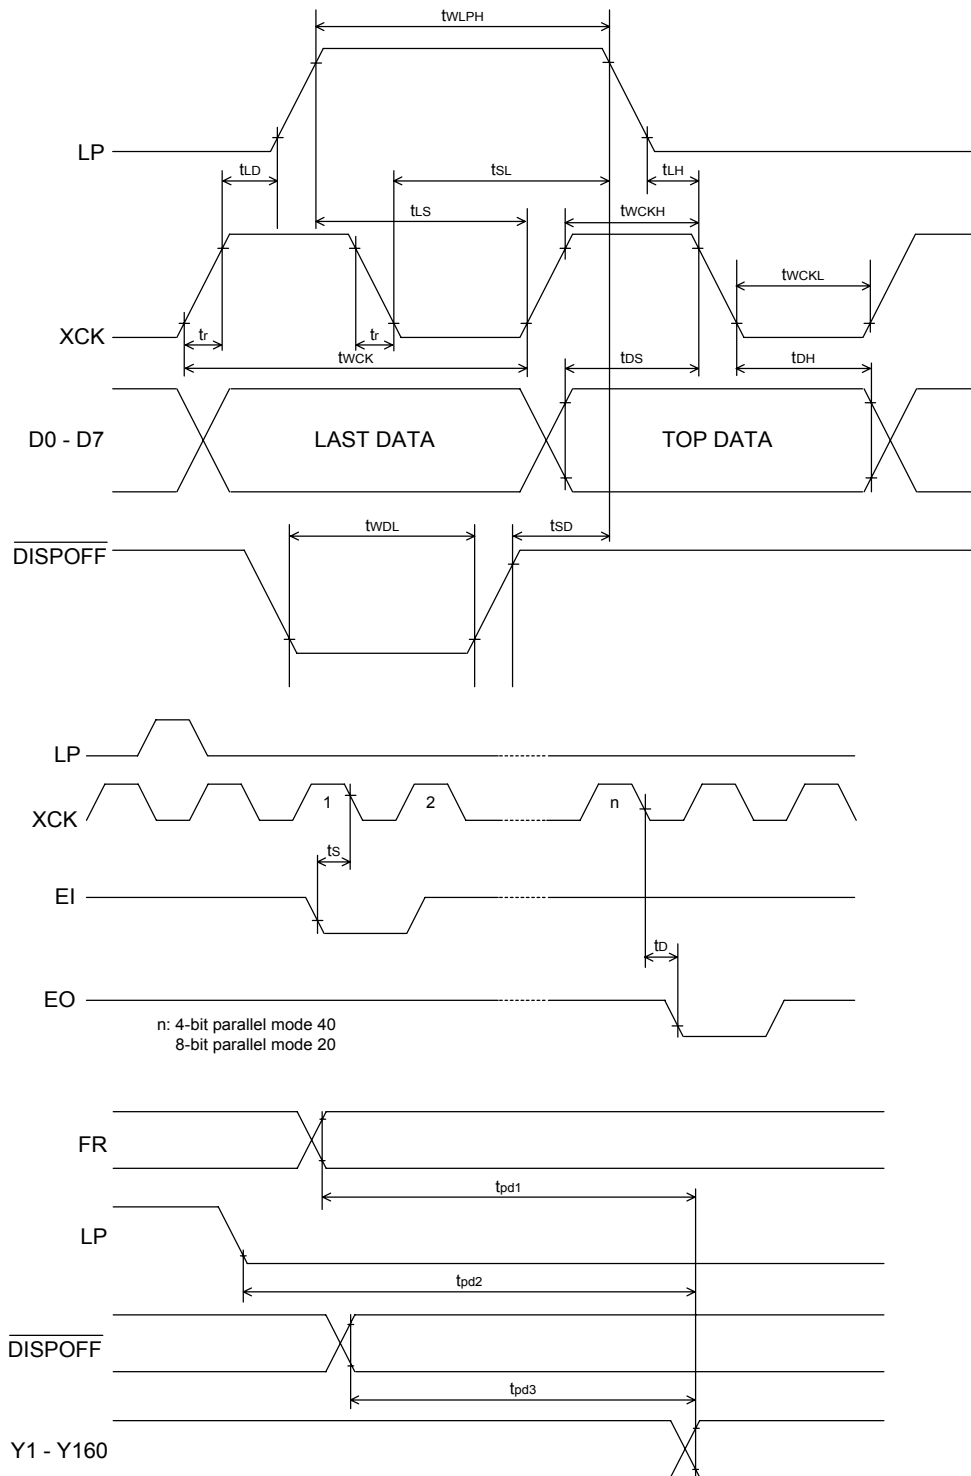 tWLPH
LP
tLD
tSL
tLH
tLS
tWCKH
tWCKL
XCK
tr
tr
tWCK
tDS
tDH
D0 - D7
LAST DATA
TOP DATA
tWDL
tSD
DISPOFF
LP
1
2
n
XCK
tS
EI
tD
EO
n: 4-bit parallel mode 40
8-bit parallel mode 20
FR
tpd1
LP
tpd2
DISPOFF
tpd3
Y1 - Y160